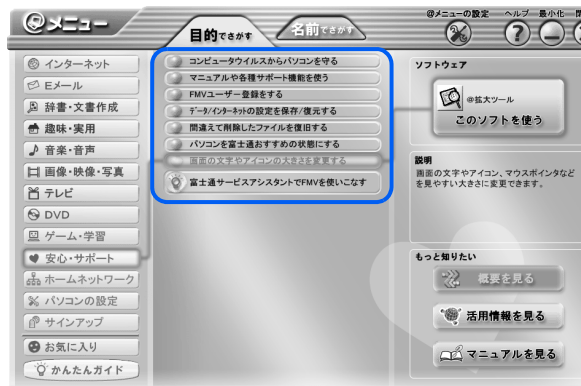 @メニュー
目的でさがす
名前でさがす
@メニューの設定
ヘルプ
最小化
インターネット
Eメール
辞書・文書作成
趣味・実用
音楽・音声
画像・映像・写真
テレビ
DVD
ゲーム・学習
安心・サポート
ホームネットワーク
パソコンの設定
サインアップ
お気に入り
かんたんガイド
コンピュータウイルスからパソコンを守る
マニュアルや各種サポート機能を使う
FMVユーザー登録をする
データ/インターネットの設定を保存/復元する
間違えて削除したファイルを復旧する
パソコンを富士通おすすめの状態にする
画面の文字やアイコンの大きさを変更する
富士通サービスアシスタントでFMVを使いこなす
ソフトウェア
@拡大ツール
このソフトを使う
説明
画面の文字やアイコン、マウスポインタなど
を見やすい大きさに変更できます。
もっと知りたい
概要を見る
活用情報を見る
マニュアルを見る